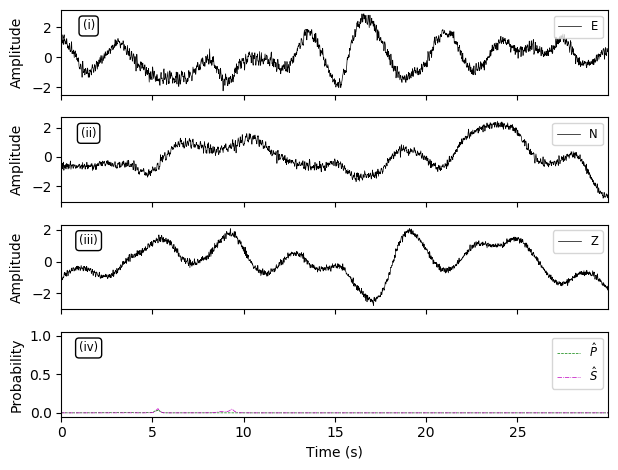 (i)
E
Amplitude
2
0
−2
(ii)
N
Amplitude
2
0
−2
(iii)
Z
Amplitude
2
0
−2
(iv)
P̂
Ŝ
Probability
1.0
0.5
0.0
0 5 10 15 20 25
Time (s)